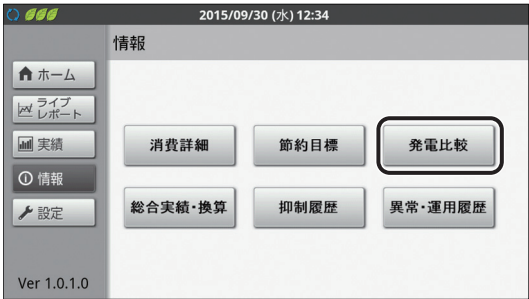 2015/09/30 (水) 12:34
情報
ホーム
ライブ
レポート
実績
情報
設定
Ver 1.0.1.0
消費詳細
節約目標
発電比較
総合実績・換算
抑制履歴
異常・運用履歴